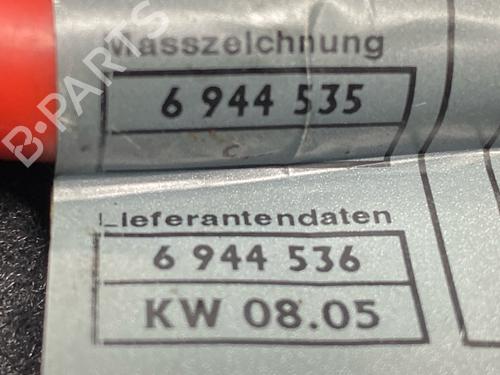 Masszeichnung
6 944 535
C
Lieferantendaten
6 944 536
KW 08.05
B-PARTS